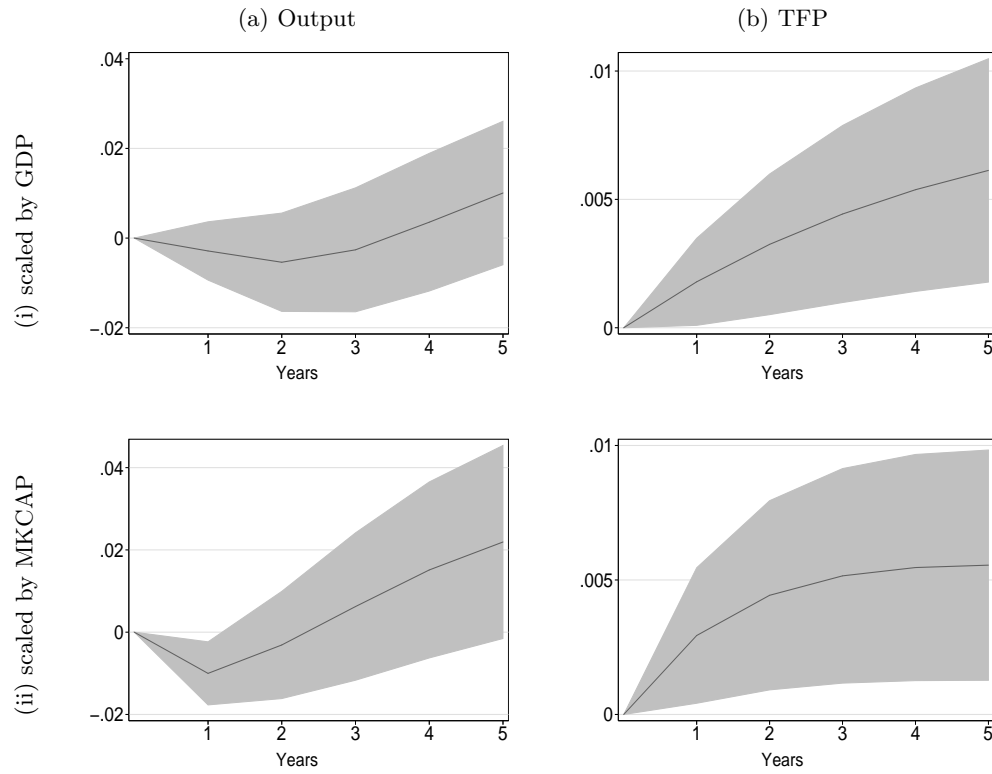 (a) Output
(b) TFP
(i) scaled by GDP
.04
.02
0
−.02
1 2 3 4 5
Years
.01
.005
0
1 2 3 4 5
Years
(ii) scaled by MKCAP
.04
.02
0
−.02
1 2 3 4 5
Years
.01
.005
0
1 2 3 4 5
Years